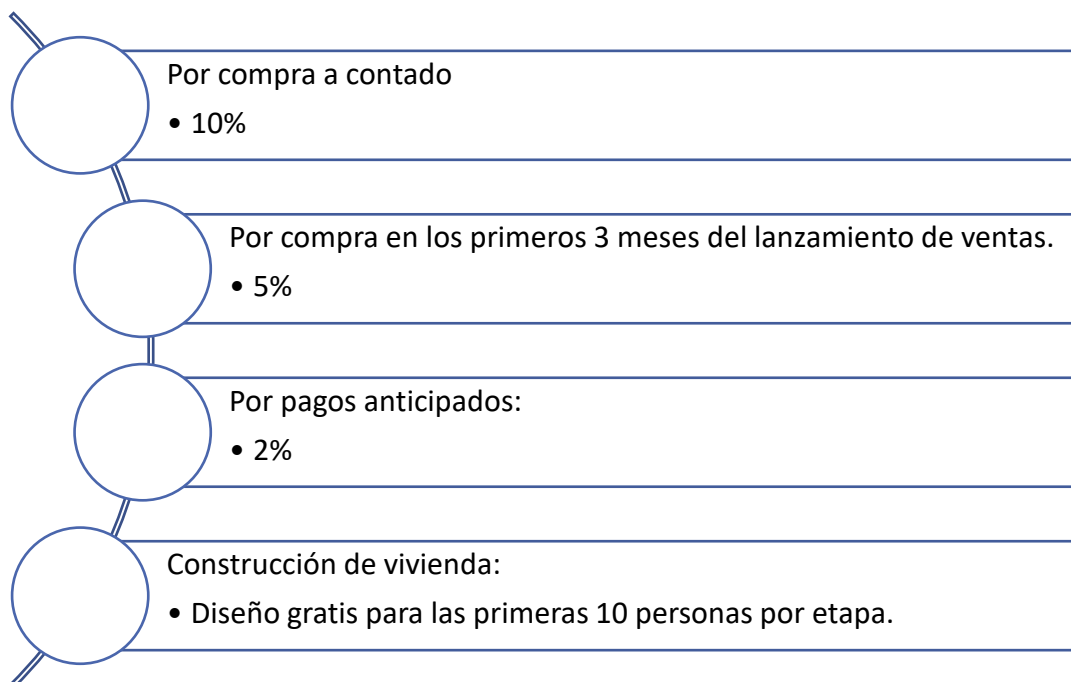 Por compra a contado
• 10%
Por compra en los primeros 3 meses del lanzamiento de ventas.
• 5%
Por pagos anticipados:
• 2%
Construcción de vivienda:
• Diseño gratis para las primeras 10 personas por etapa.